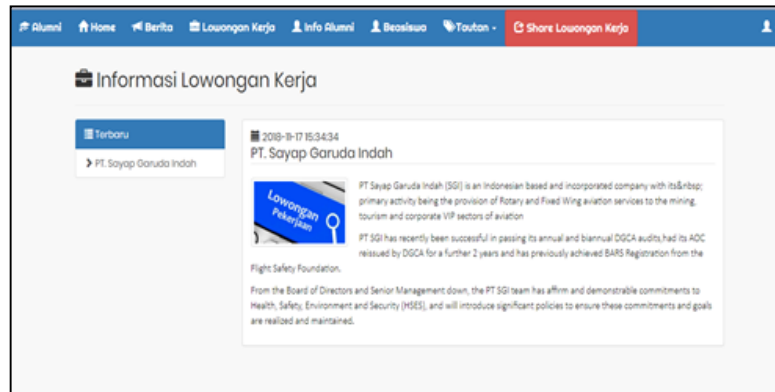 Alumni Home Berita Lowongan Kerja Info Alumni Beasiswa Tautan Share Lowongan Kerja
Informasi Lowongan Kerja
Terbaru
PT. Sayap Garuda Indah
2018-11-17 15:34:34
PT. Sayap Garuda Indah
Lowongan
Pekerjaan
PT Sayap Garuda Indah (SGI) is an Indonesian based and incorporated company with its&nbsp;
primary activity being the provision of Rotary and Fixed Wing aviation services to the mining,
tourism and corporate VIP sectors of aviation
PT SGI has recently been successful in passing its annual and biannual DGCA audits,had its AOC
reissued by DGCA for a further 2 years and has previously achieved BARS Registration from the
Flight Safety Foundation.
From the Board of Directors and Senior Management down, the PT SGI team has affirm and demonstrable commitments to
Health, Safety, Environment and Security (HSES), and will introduce significant policies to ensure these commitments and goals
are realized and maintained.